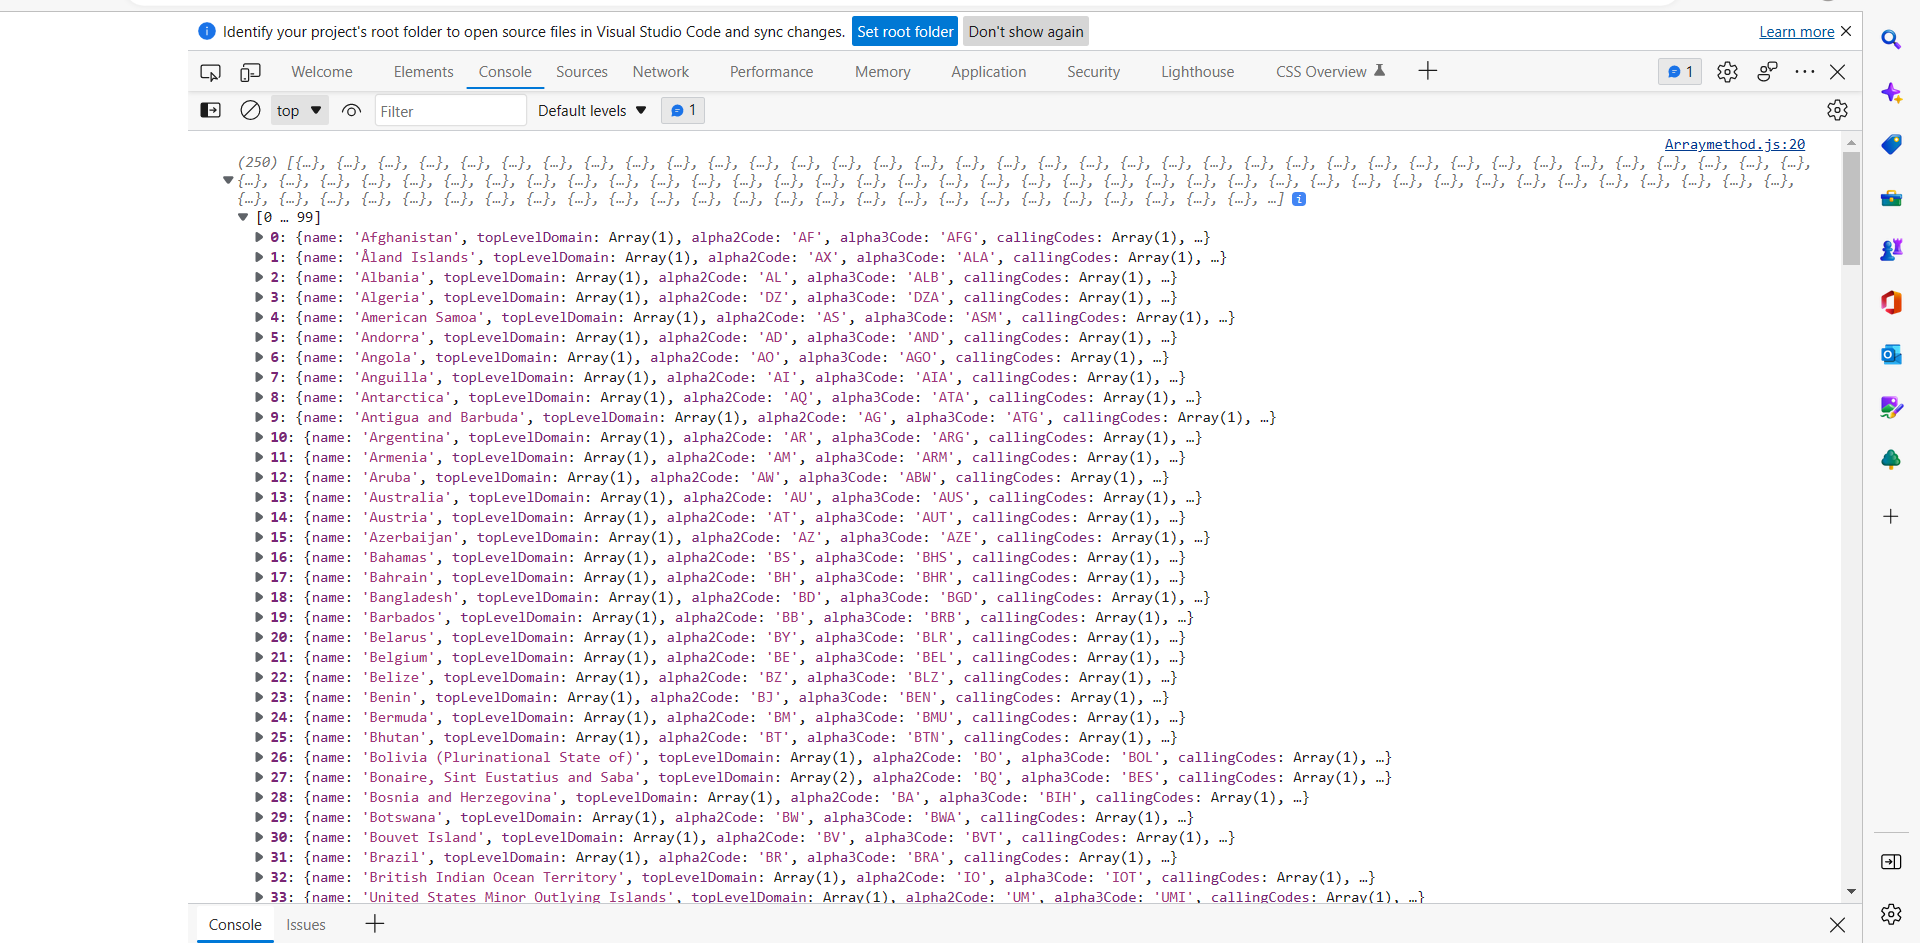 Identify your project's root folder to open source files in Visual Studio Code and sync changes. Set root folder Don't show again Learn more
Welcome Elements Console Sources Network Performance Memory Application Security Lighthouse CSS Overview 1
top Filter Default levels 1
Arraymethod.js:20
(250) [{…}, {…}, {…}, {…}, {…}, {…}, {…}, {…}, {…}, {…}, {…}, {…}, {…}, {…}, {…}, {…}, {…}, {…}, {…}, {…}, {…}, {…}, {…}, {…}, {…}, {…}, {…}, {…}, {…}, {…}, {…}, {…}, {…}, {…}, {…}, {…}, {…},
{…}, {…}, {…}, {…}, {…}, {…}, {…}, {…}, {…}, {…}, {…}, {…}, {…}, {…}, {…}, {…}, {…}, {…}, {…}, {…}, {…}, {…}, {…}, {…}, {…}, {…}, {…}, {…}, {…}, {…}, {…}, {…}, {…}, {…}, {…}, {…}, {…}, {…},
{…}, {…}, {…}, {…}, {…}, {…}, {…}, {…}, {…}, {…}, {…}, {…}, {…}, {…}, {…}, {…}, {…}, {…}, {…}, {…}, {…}, {…}, {…}, {…}, {…}, …]
[0 … 99]
0: {name: 'Afghanistan', topLevelDomain: Array(1), alpha2Code: 'AF', alpha3Code: 'AFG', callingCodes: Array(1), …}
1: {name: 'Åland Islands', topLevelDomain: Array(1), alpha2Code: 'AX', alpha3Code: 'ALA', callingCodes: Array(1), …}
2: {name: 'Albania', topLevelDomain: Array(1), alpha2Code: 'AL', alpha3Code: 'ALB', callingCodes: Array(1), …}
3: {name: 'Algeria', topLevelDomain: Array(1), alpha2Code: 'DZ', alpha3Code: 'DZA', callingCodes: Array(1), …}
4: {name: 'American Samoa', topLevelDomain: Array(1), alpha2Code: 'AS', alpha3Code: 'ASM', callingCodes: Array(1), …}
5: {name: 'Andorra', topLevelDomain: Array(1), alpha2Code: 'AD', alpha3Code: 'AND', callingCodes: Array(1), …}
6: {name: 'Angola', topLevelDomain: Array(1), alpha2Code: 'AO', alpha3Code: 'AGO', callingCodes: Array(1), …}
7: {name: 'Anguilla', topLevelDomain: Array(1), alpha2Code: 'AI', alpha3Code: 'AIA', callingCodes: Array(1), …}
8: {name: 'Antarctica', topLevelDomain: Array(1), alpha2Code: 'AQ', alpha3Code: 'ATA', callingCodes: Array(1), …}
9: {name: 'Antigua and Barbuda', topLevelDomain: Array(1), alpha2Code: 'AG', alpha3Code: 'ATG', callingCodes: Array(1), …}
10: {name: 'Argentina', topLevelDomain: Array(1), alpha2Code: 'AR', alpha3Code: 'ARG', callingCodes: Array(1), …}
11: {name: 'Armenia', topLevelDomain: Array(1), alpha2Code: 'AM', alpha3Code: 'ARM', callingCodes: Array(1), …}
12: {name: 'Aruba', topLevelDomain: Array(1), alpha2Code: 'AW', alpha3Code: 'ABW', callingCodes: Array(1), …}
13: {name: 'Australia', topLevelDomain: Array(1), alpha2Code: 'AU', alpha3Code: 'AUS', callingCodes: Array(1), …}
14: {name: 'Austria', topLevelDomain: Array(1), alpha2Code: 'AT', alpha3Code: 'AUT', callingCodes: Array(1), …}
15: {name: 'Azerbaijan', topLevelDomain: Array(1), alpha2Code: 'AZ', alpha3Code: 'AZE', callingCodes: Array(1), …}
16: {name: 'Bahamas', topLevelDomain: Array(1), alpha2Code: 'BS', alpha3Code: 'BHS', callingCodes: Array(1), …}
17: {name: 'Bahrain', topLevelDomain: Array(1), alpha2Code: 'BH', alpha3Code: 'BHR', callingCodes: Array(1), …}
18: {name: 'Bangladesh', topLevelDomain: Array(1), alpha2Code: 'BD', alpha3Code: 'BGD', callingCodes: Array(1), …}
19: {name: 'Barbados', topLevelDomain: Array(1), alpha2Code: 'BB', alpha3Code: 'BRB', callingCodes: Array(1), …}
20: {name: 'Belarus', topLevelDomain: Array(1), alpha2Code: 'BY', alpha3Code: 'BLR', callingCodes: Array(1), …}
21: {name: 'Belgium', topLevelDomain: Array(1), alpha2Code: 'BE', alpha3Code: 'BEL', callingCodes: Array(1), …}
22: {name: 'Belize', topLevelDomain: Array(1), alpha2Code: 'BZ', alpha3Code: 'BLZ', callingCodes: Array(1), …}
23: {name: 'Benin', topLevelDomain: Array(1), alpha2Code: 'BJ', alpha3Code: 'BEN', callingCodes: Array(1), …}
24: {name: 'Bermuda', topLevelDomain: Array(1), alpha2Code: 'BM', alpha3Code: 'BMU', callingCodes: Array(1), …}
25: {name: 'Bhutan', topLevelDomain: Array(1), alpha2Code: 'BT', alpha3Code: 'BTN', callingCodes: Array(1), …}
26: {name: 'Bolivia (Plurinational State of)', topLevelDomain: Array(1), alpha2Code: 'BO', alpha3Code: 'BOL', callingCodes: Array(1), …}
27: {name: 'Bonaire, Sint Eustatius and Saba', topLevelDomain: Array(2), alpha2Code: 'BQ', alpha3Code: 'BES', callingCodes: Array(1), …}
28: {name: 'Bosnia and Herzegovina', topLevelDomain: Array(1), alpha2Code: 'BA', alpha3Code: 'BIH', callingCodes: Array(1), …}
29: {name: 'Botswana', topLevelDomain: Array(1), alpha2Code: 'BW', alpha3Code: 'BWA', callingCodes: Array(1), …}
30: {name: 'Bouvet Island', topLevelDomain: Array(1), alpha2Code: 'BV', alpha3Code: 'BVT', callingCodes: Array(1), …}
31: {name: 'Brazil', topLevelDomain: Array(1), alpha2Code: 'BR', alpha3Code: 'BRA', callingCodes: Array(1), …}
32: {name: 'British Indian Ocean Territory', topLevelDomain: Array(1), alpha2Code: 'IO', alpha3Code: 'IOT', callingCodes: Array(1), …}
33: {name: 'United States Minor Outlying Islands', topLevelDomain: Array(1), alpha2Code: 'UM', alpha3Code: 'UMI', callingCodes: Array(1), …}
Console Issues